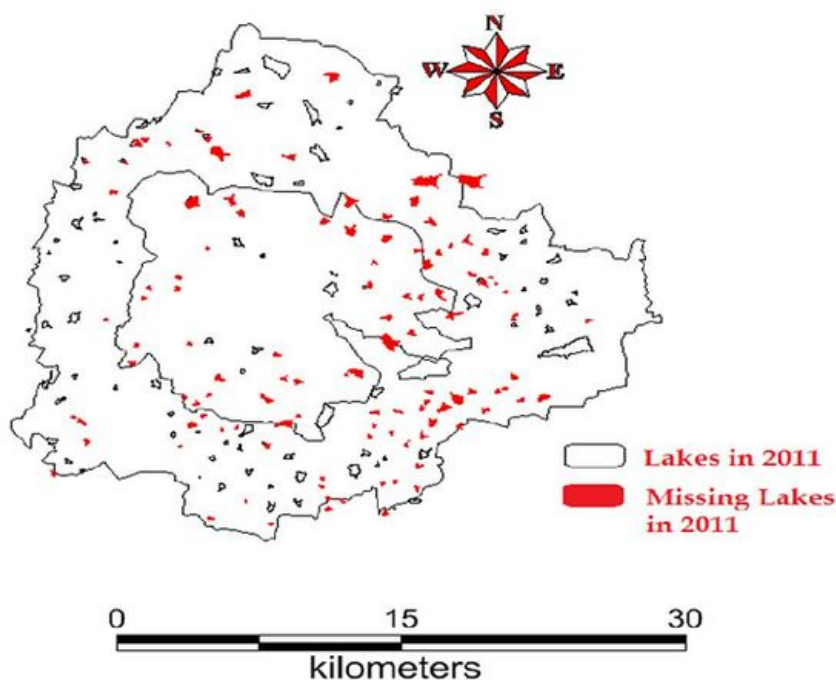 N
W E
S
Lakes in 2011
Missing Lakes
in 2011
0 15 30
kilometers